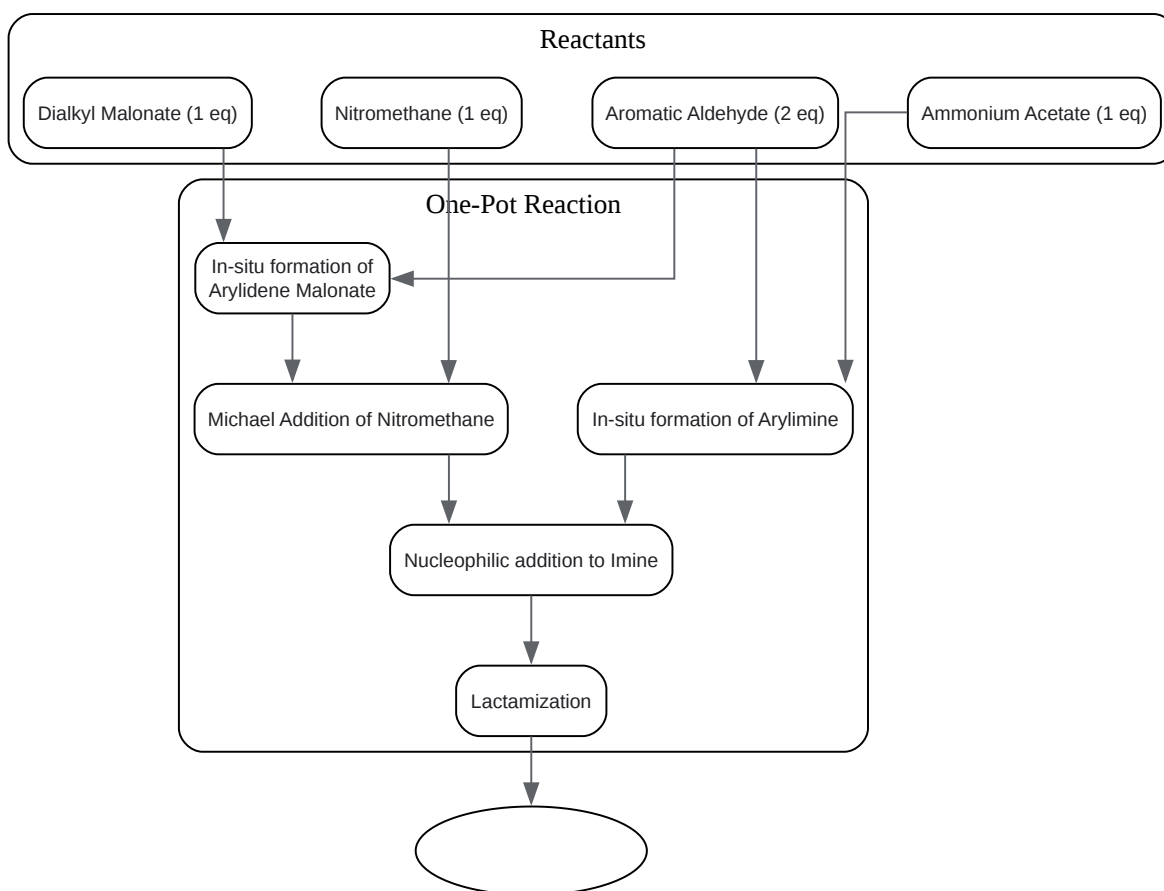 Reactants
Dialkyl Malonate (1 eq)
Nitromethane (1 eq)
Aromatic Aldehyde (2 eq)
Ammonium Acetate (1 eq)
One-Pot Reaction
In-situ formation of
Arylidene Malonate
Michael Addition of Nitromethane
In-situ formation of Arylimine
Nucleophilic addition to Imine
Lactamization